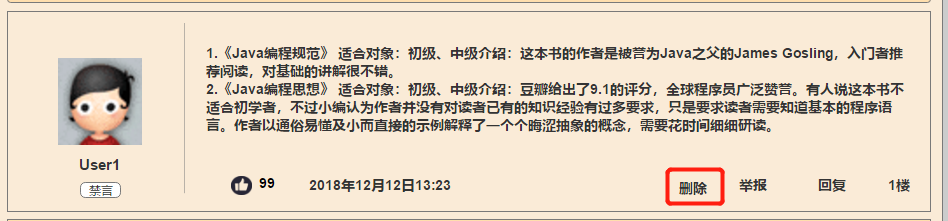 1.《Java编程规范》 适合对象：初级、中级介紹：这本书的作者是被誉为Java之父的James Gosling，入门者推
荐阅读，对基础的讲解很不错。
2.《Java编程思想》 适合对象：初级、中级介绍：豆瓣给出了9.1的评分，全球程序员广泛赞誉。有人说这本书不
适合初学者，不过小编认为作者并没有对读者已有的知识经验有过多要求，只是要求读者需要知道基本的程序语
言。作者以通俗易懂及小而直接的示例解释了一个个晦涩抽象的概念，需要花时间细细研读。
User1
禁言
99 2018年12月12日13:23 删除 举报 回复 1楼